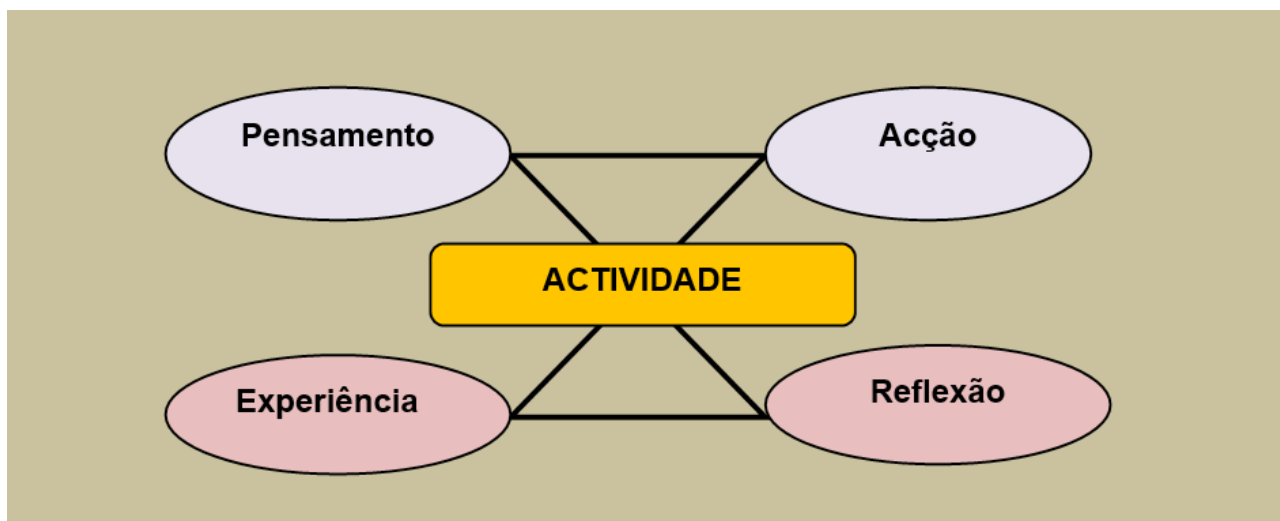 Pensamento
Acção
ACTIVIDADE
Experiência
Reflexão